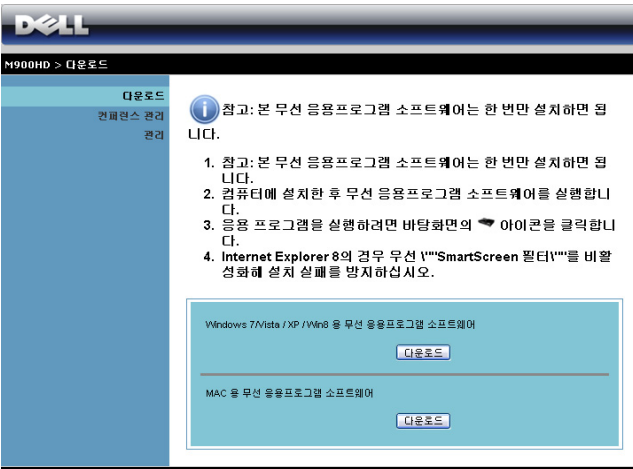 DELL
M900HD > 다운로드
다운로드
컨퍼런스 관리
관리
참고: 본 무선 응용프로그램 소프트웨어는 한 번만 설치하면 됩
니다.
1. 참고: 본 무선 응용프로그램 소프트웨어는 한 번만 설치하면 됩
니다.
2. 컴퓨터에 설치한 후 무선 응용프로그램 소프트웨어를 실행합니
다.
3. 응용 프로그램을 실행하려면 바탕화면의 아이콘을 클릭합니
다.
4. Internet Explorer 8의 경우 무선 \""SmartScreen 필터\""를 비활
성화해 설치 실패를 방지하십시오.
Windows 7/Vista / XP /Win8 용 무선 응용프로그램 소프트웨어
다운로드
MAC 용 무선 응용프로그램 소프트웨어
다운로드